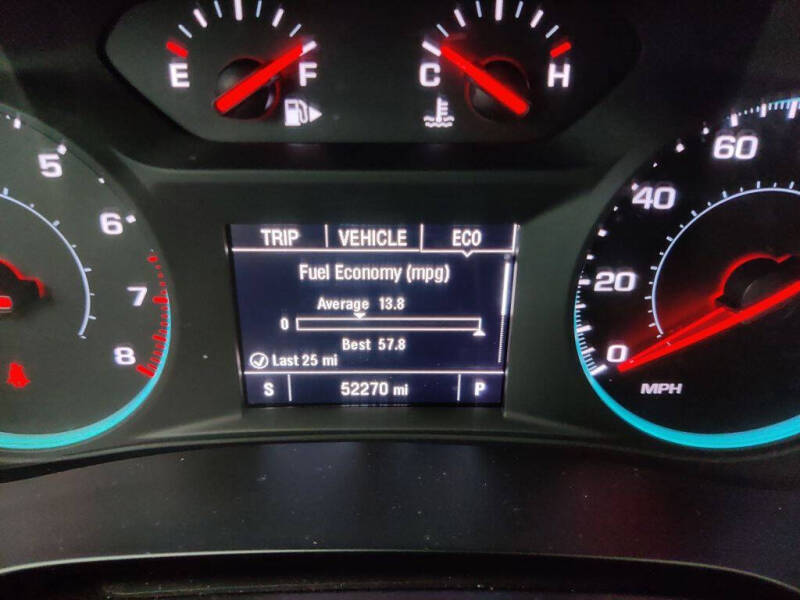 E F
C H
5
6
7
8
60
40
20
0
MPH
TRIP VEHICLE ECO
Fuel Economy (mpg)
Average 13.8
0
Best 57.8
Last 25 mi
S 52270 mi P